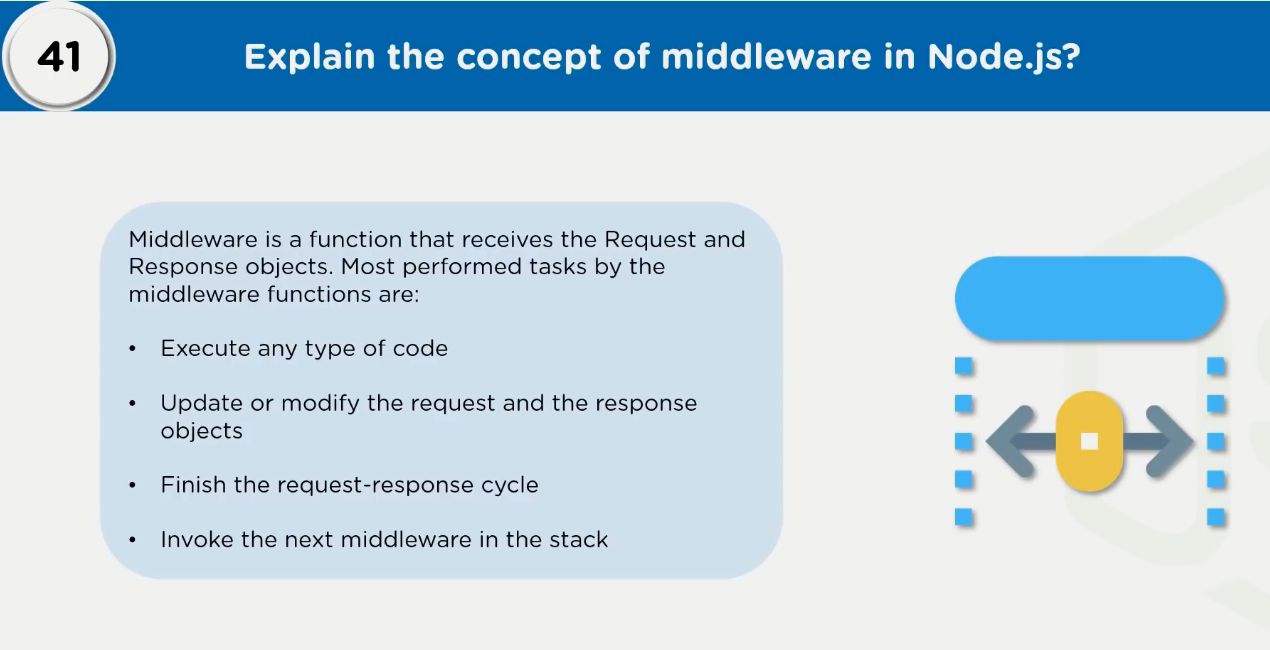 41
Explain the concept of middleware in Node.js?
Middleware is a function that receives the Request and
Response objects. Most performed tasks by the
middleware functions are:
• Execute any type of code
• Update or modify the request and the response
objects
• Finish the request-response cycle
• Invoke the next middleware in the stack